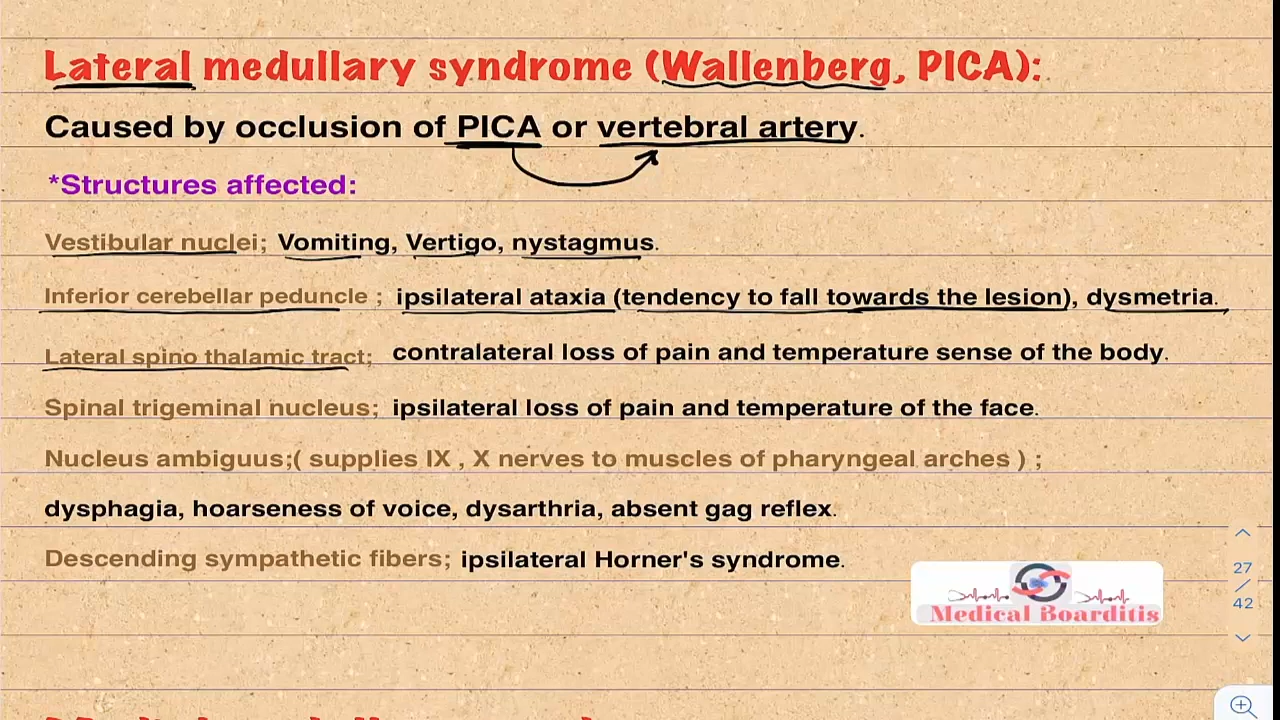 Lateral medullary syndrome (Wallenberg, PICA):
Caused by occlusion of PICA or vertebral artery.
*Structures affected:
Vestibular nuclei; Vomiting, Vertigo, nystagmus.
Inferior cerebellar peduncle ; ipsilateral ataxia (tendency to fall towards the lesion), dysmetria.
Lateral spino thalamic tract; contralateral loss of pain and temperature sense of the body.
Spinal trigeminal nucleus; ipsilateral loss of pain and temperature of the face.
Nucleus ambiguus;( supplies IX , X nerves to muscles of pharyngeal arches ) ;
dysphagia, hoarseness of voice, dysarthria, absent gag reflex.
Descending sympathetic fibers; ipsilateral Horner's syndrome.
Medical Boarditis
27
/
42